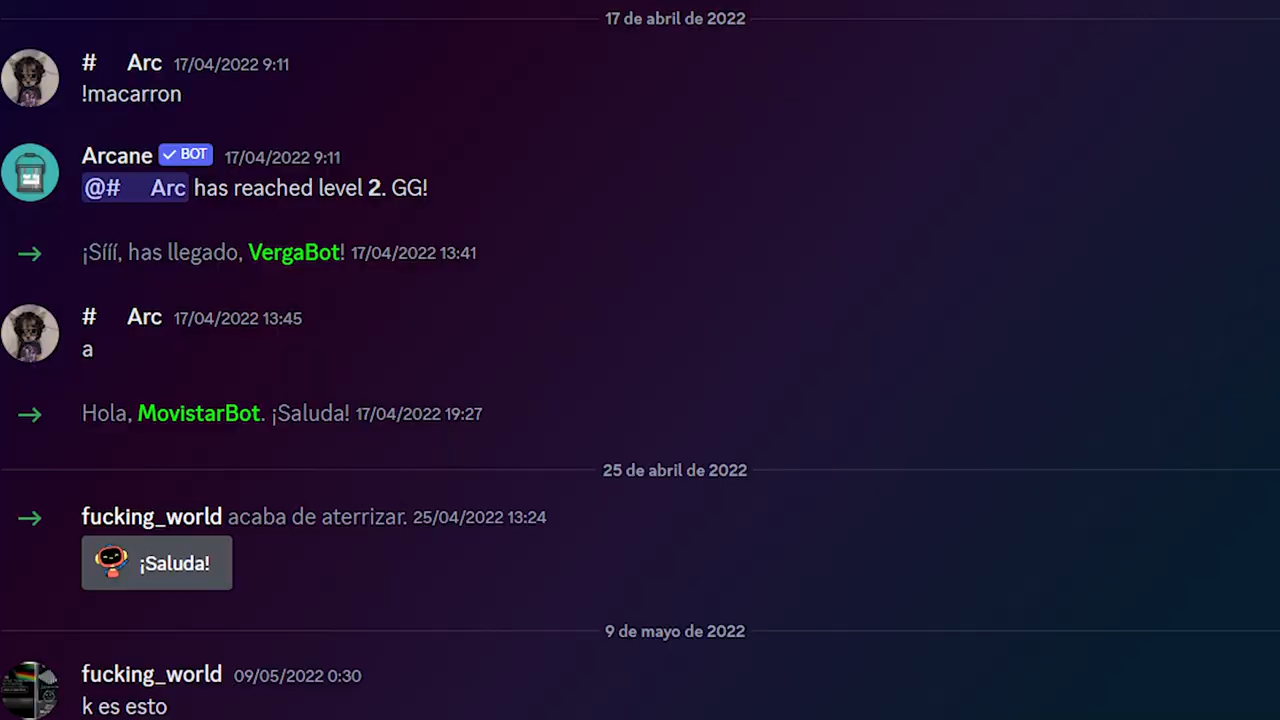 17 de abril de 2022
# Arc 17/04/2022 9:11
!macarron
Arcane BOT 17/04/2022 9:11
@# Arc has reached level 2. GG!
¡Sííí, has llegado, VergaBot! 17/04/2022 13:41
# Arc 17/04/2022 13:45
a
Hola, MovistarBot. ¡Saluda! 17/04/2022 19:27
25 de abril de 2022
fucking_world acaba de aterrizar. 25/04/2022 13:24
¡Saluda!
9 de mayo de 2022
fucking_world 09/05/2022 0:30
k es esto